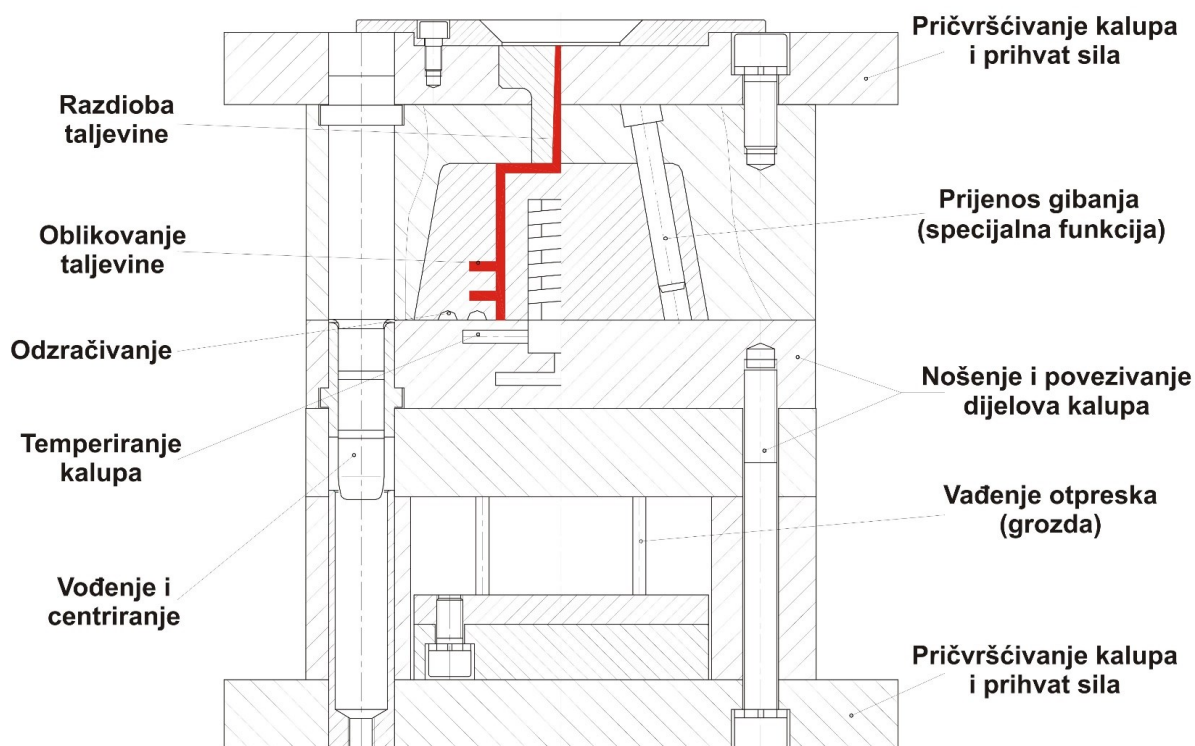 Pričvršćivanje kalupa
i prihvat sila
Razdioba
taljevine
Prijenos gibanja
(specijalna funkcija)
Oblikovanje
taljevine
Odzračivanje
Nošenje i povezivanje
dijelova kalupa
Temperiranje
kalupa
Vađenje otpreska
(grozda)
Vođenje i
centriranje
Pričvršćivanje kalupa
i prihvat sila